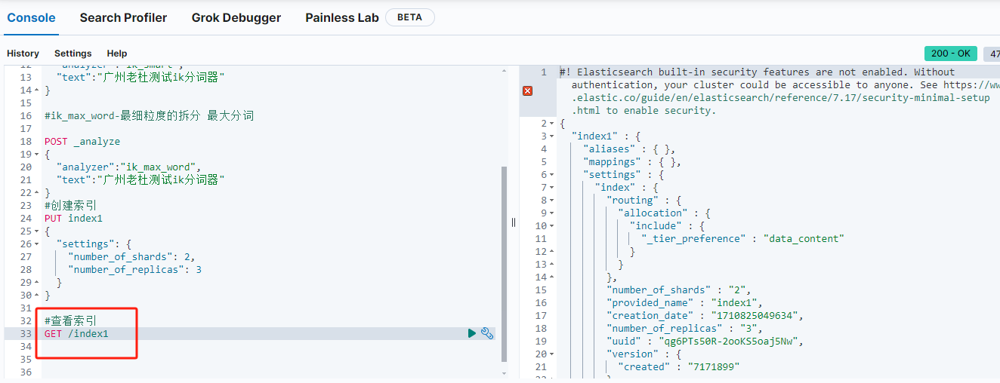 Console Search Profiler Grok Debugger Painless Lab BETA
History Settings Help
200 - OK 47
12 "analyzer":"ik_smart",
13 "text":"广州老杜测试ik分词器"
14 }
15
16 #ik_max_word-最细粒度的拆分 最大分词
17
18 POST _analyze
19 {
20 "analyzer":"ik_max_word",
21 "text":"广州老杜测试ik分词器"
22 }
23 #创建索引
24 PUT index1
25 {
26 "settings": {
27 "number_of_shards": 2,
28 "number_of_replicas": 3
29 }
30 }
31
32 #查看索引
33 GET /index1
34
35
36
1 #! Elasticsearch built-in security features are not enabled. Without
authentication, your cluster could be accessible to anyone. See https://ww
.elastic.co/guide/en/elasticsearch/reference/7.17/security-minimal-setup
.html to enable security.
2 {
3 "index1" : {
4 "aliases" : { },
5 "mappings" : { },
6 "settings" : {
7 "index" : {
8 "routing" : {
9 "allocation" : {
10 "include" : {
11 "_tier_preference" : "data_content"
12 }
13 }
14 },
15 "number_of_shards" : "2",
16 "provided_name" : "index1",
17 "creation_date" : "1710825049634",
18 "number_of_replicas" : "3",
19 "uuid" : "qg6PTs50R-2ooKS5oaj5Nw",
20 "version" : {
21 "created" : "7171899"